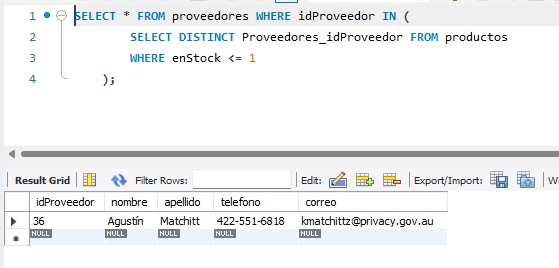 1 SELECT * FROM proveedores WHERE idProveedor IN (
2 SELECT DISTINCT Proveedores_idProveedor FROM productos
3 WHERE enStock <= 1
4 );
Result Grid Filter Rows: Edit: Export/Import: W
idProveedor nombre apellido telefono correo
36 Agustín Matchitt 422-551-6818 kmatchittz@privacy.gov.au
NULL NULL NULL NULL NULL